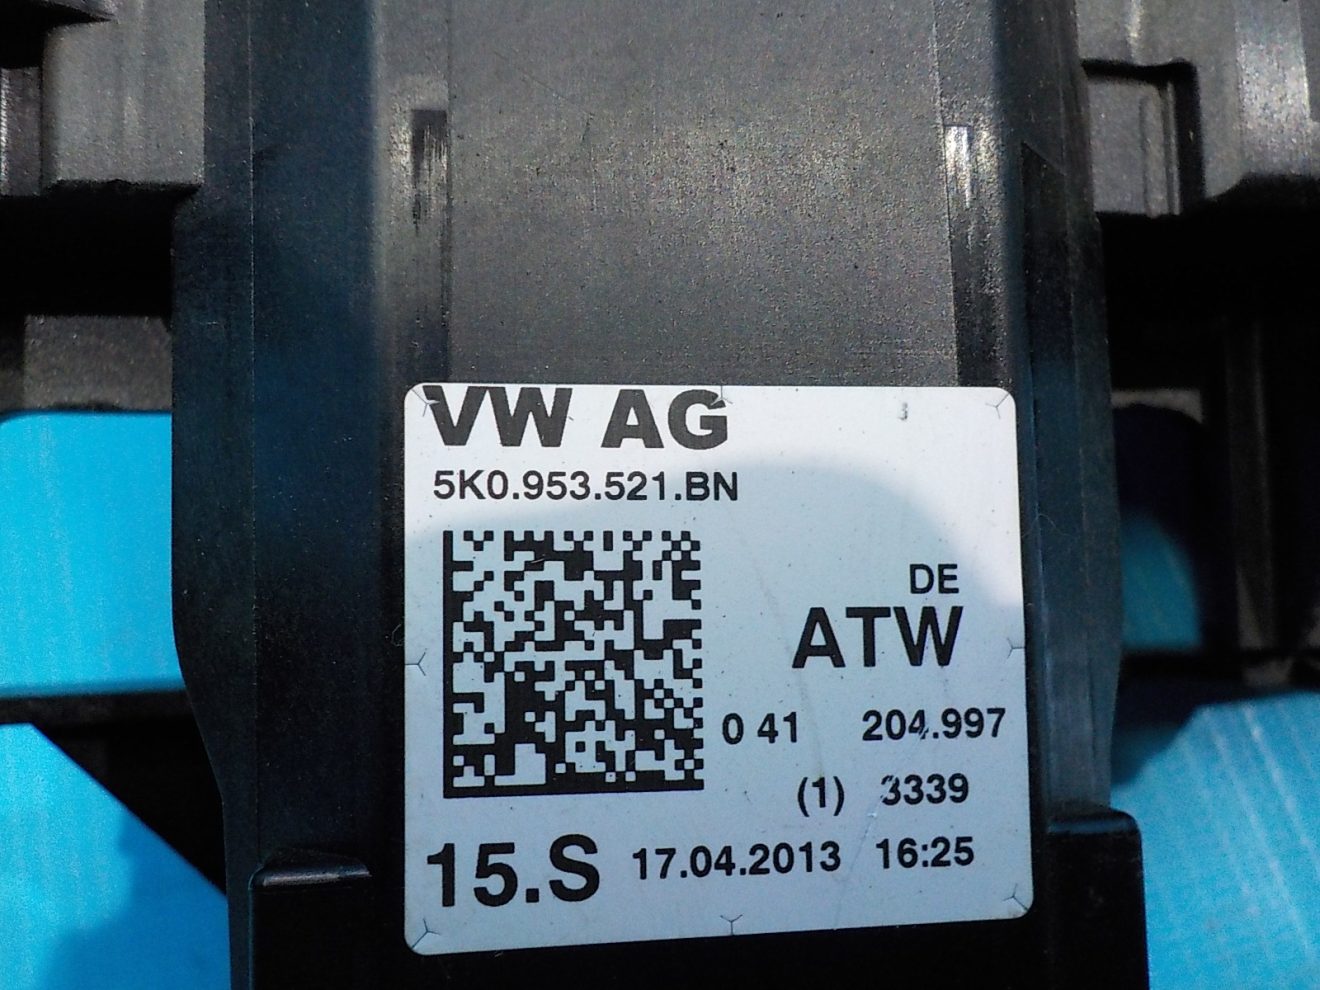 VW AG
5K0.953.521.BN
DE
ATW
0 41 204.997
(1) 3339
15.S 17.04.2013 16:25